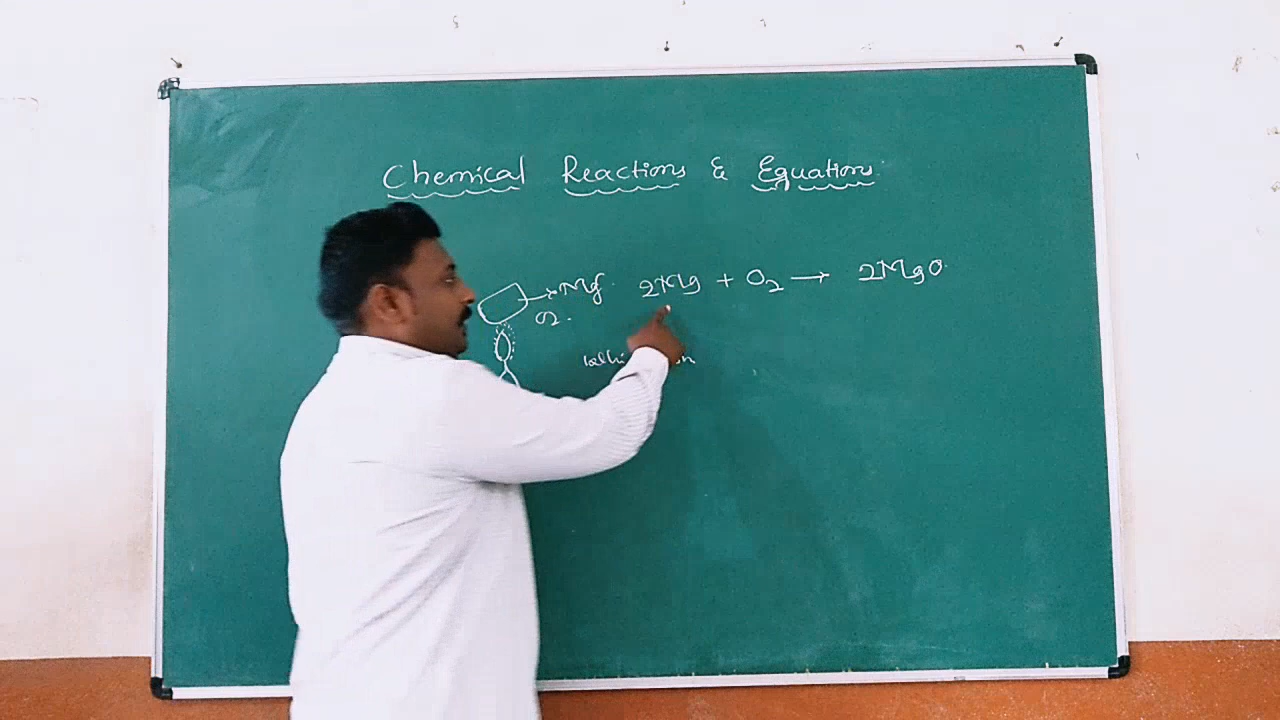 Chemical Reactions & Equations
Mg. 2Mg + O2 → 2MgO.
O2.